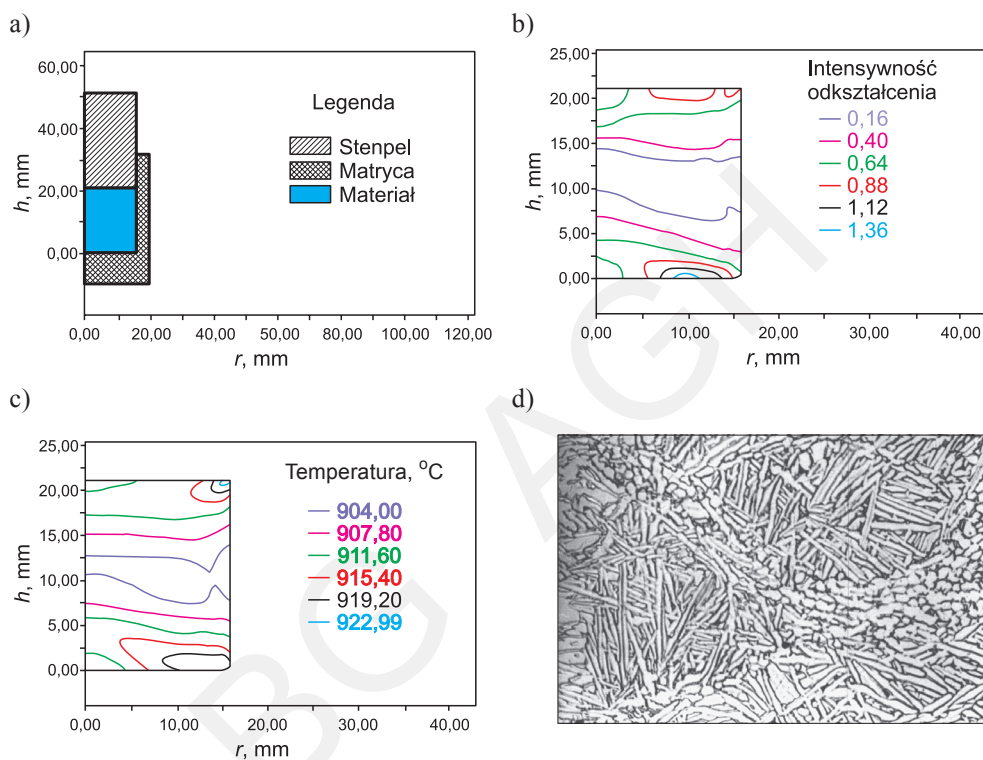 a)
60,00
40,00
20,00
0,00
h, mm
0,00 20,00 40,00 60,00 80,00 100,00 120,00
r, mm
Legenda
Stenpel
Matryca
Materiał
b)
25,00
20,00
15,00
10,00
5,00
0,00
h, mm
0,00 10,00 20,00 30,00 40,00
r, mm
Intensywność
odkształcenia
0,16
0,40
0,64
0,88
1,12
1,36
c)
25,00
20,00
15,00
10,00
5,00
0,00
h, mm
0,00 10,00 20,00 30,00 40,00
r, mm
Temperatura, °C
904,00
907,80
911,60
915,40
919,20
922,99
d)
BG AGH